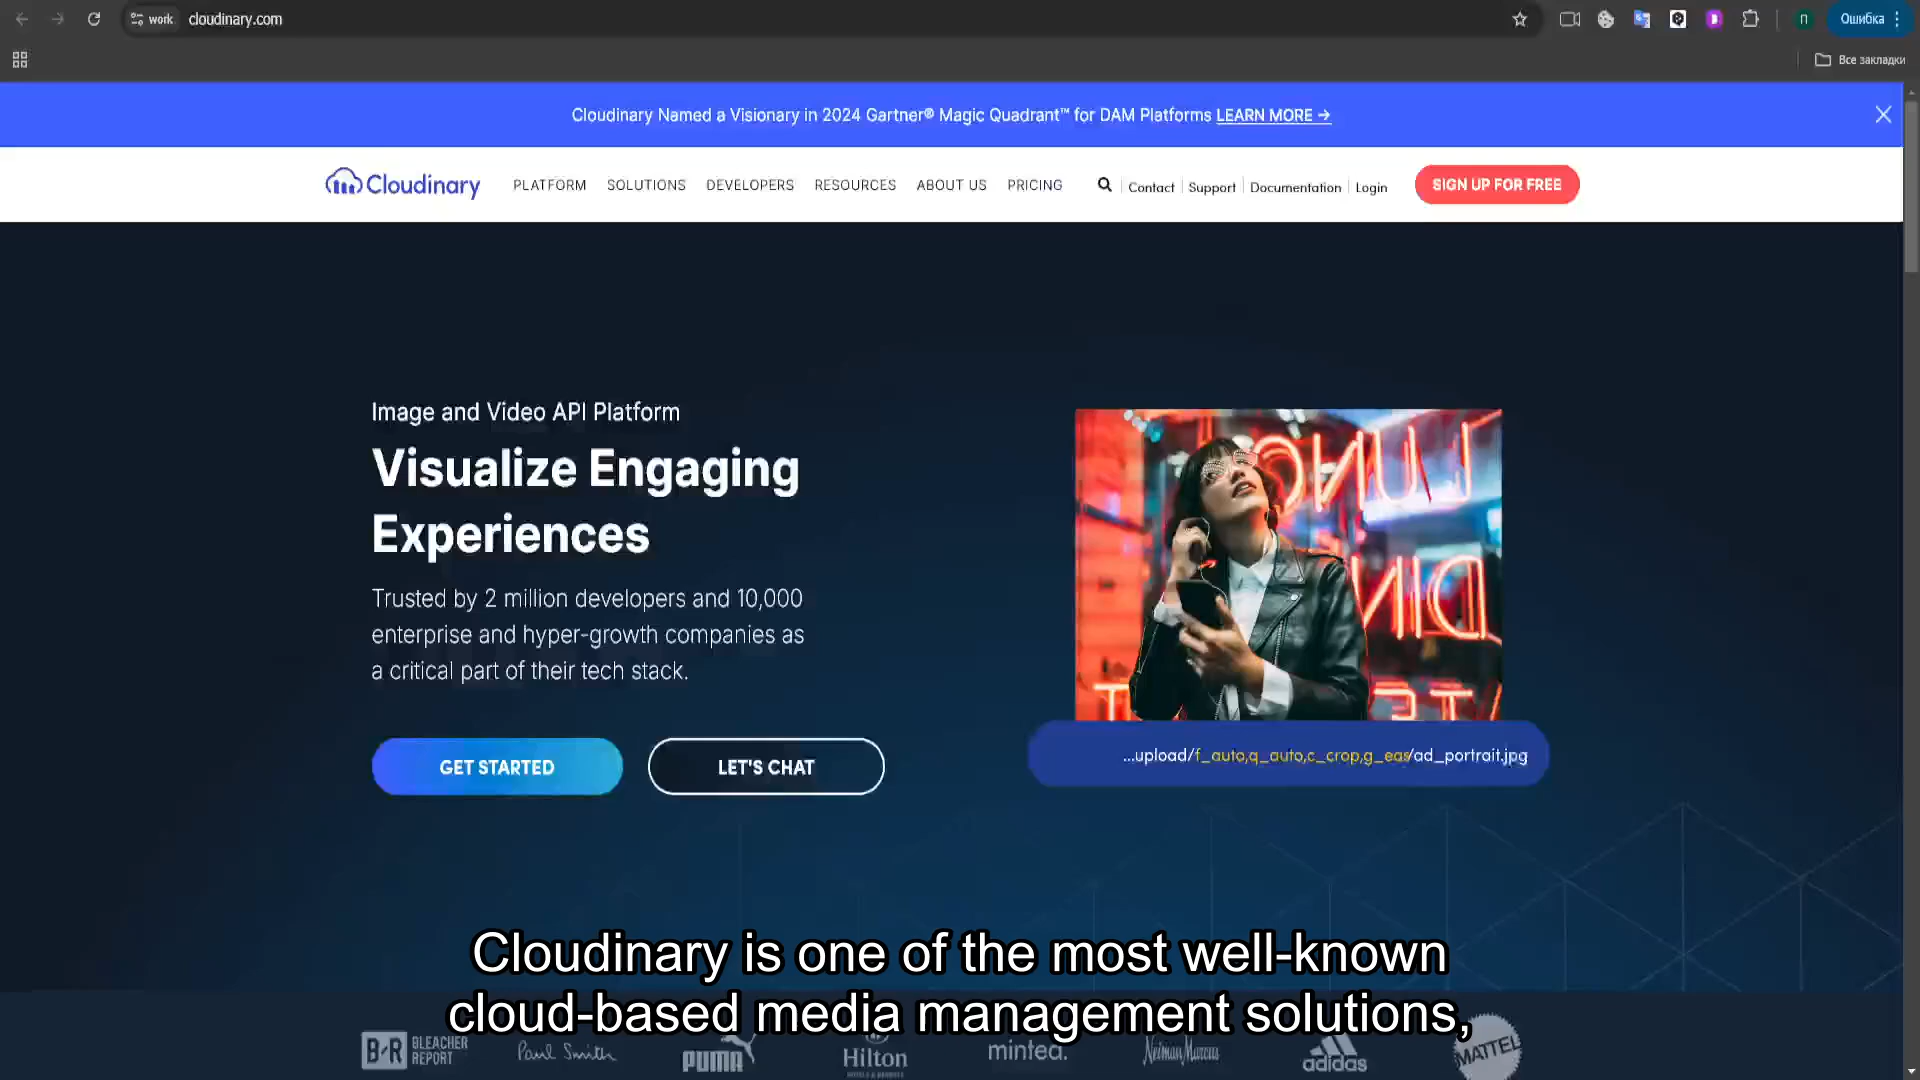 work cloudinary.com
П
Ошибка
Все закладки
Cloudinary Named a Visionary in 2024 Gartner® Magic Quadrant™ for DAM Platforms LEARN MORE →
Cloudinary
PLATFORM SOLUTIONS DEVELOPERS RESOURCES ABOUT US PRICING Contact Support Documentation Login SIGN UP FOR FREE
Image and Video API Platform
Visualize Engaging
Experiences
Trusted by 2 million developers and 10,000
enterprise and hyper-growth companies as
a critical part of their tech stack.
GET STARTED LET'S CHAT
...upload/f_auto,q_auto,c_crop,g_eas/ad_portrait.jpg
Cloudinary is one of the most well-known
cloud-based media management solutions,
B/R BLEACHER REPORT
Paul Smith
PUMA
Hilton
mintea.
Neiman Marcus
adidas
MATTEL